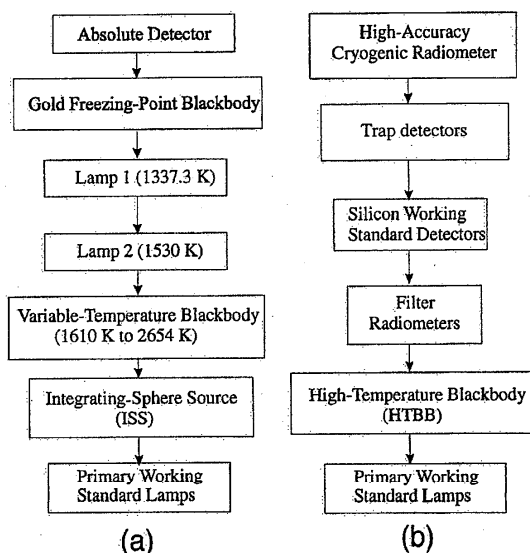 Absolute Detector
Gold Freezing-Point Blackbody
Lamp 1 (1337.3 K)
Lamp 2 (1530 K)
Variable-Temperature Blackbody
(1610 K to 2654 K)
Integrating-Sphere Source
(ISS)
Primary Working
Standard Lamps
(a)
High-Accuracy
Cryogenic Radiometer
Trap detectors
Silicon Working
Standard Detectors
Filter
Radiometers
High-Temperature Blackbody
(HTBB)
Primary Working
Standard Lamps
(b)